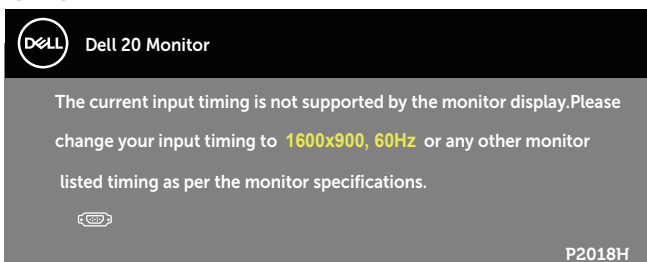 DELL
Dell 20 Monitor
The current input timing is not supported by the monitor display.Please
change your input timing to 1600x900, 60Hz or any other monitor
listed timing as per the monitor specifications.
P2018H